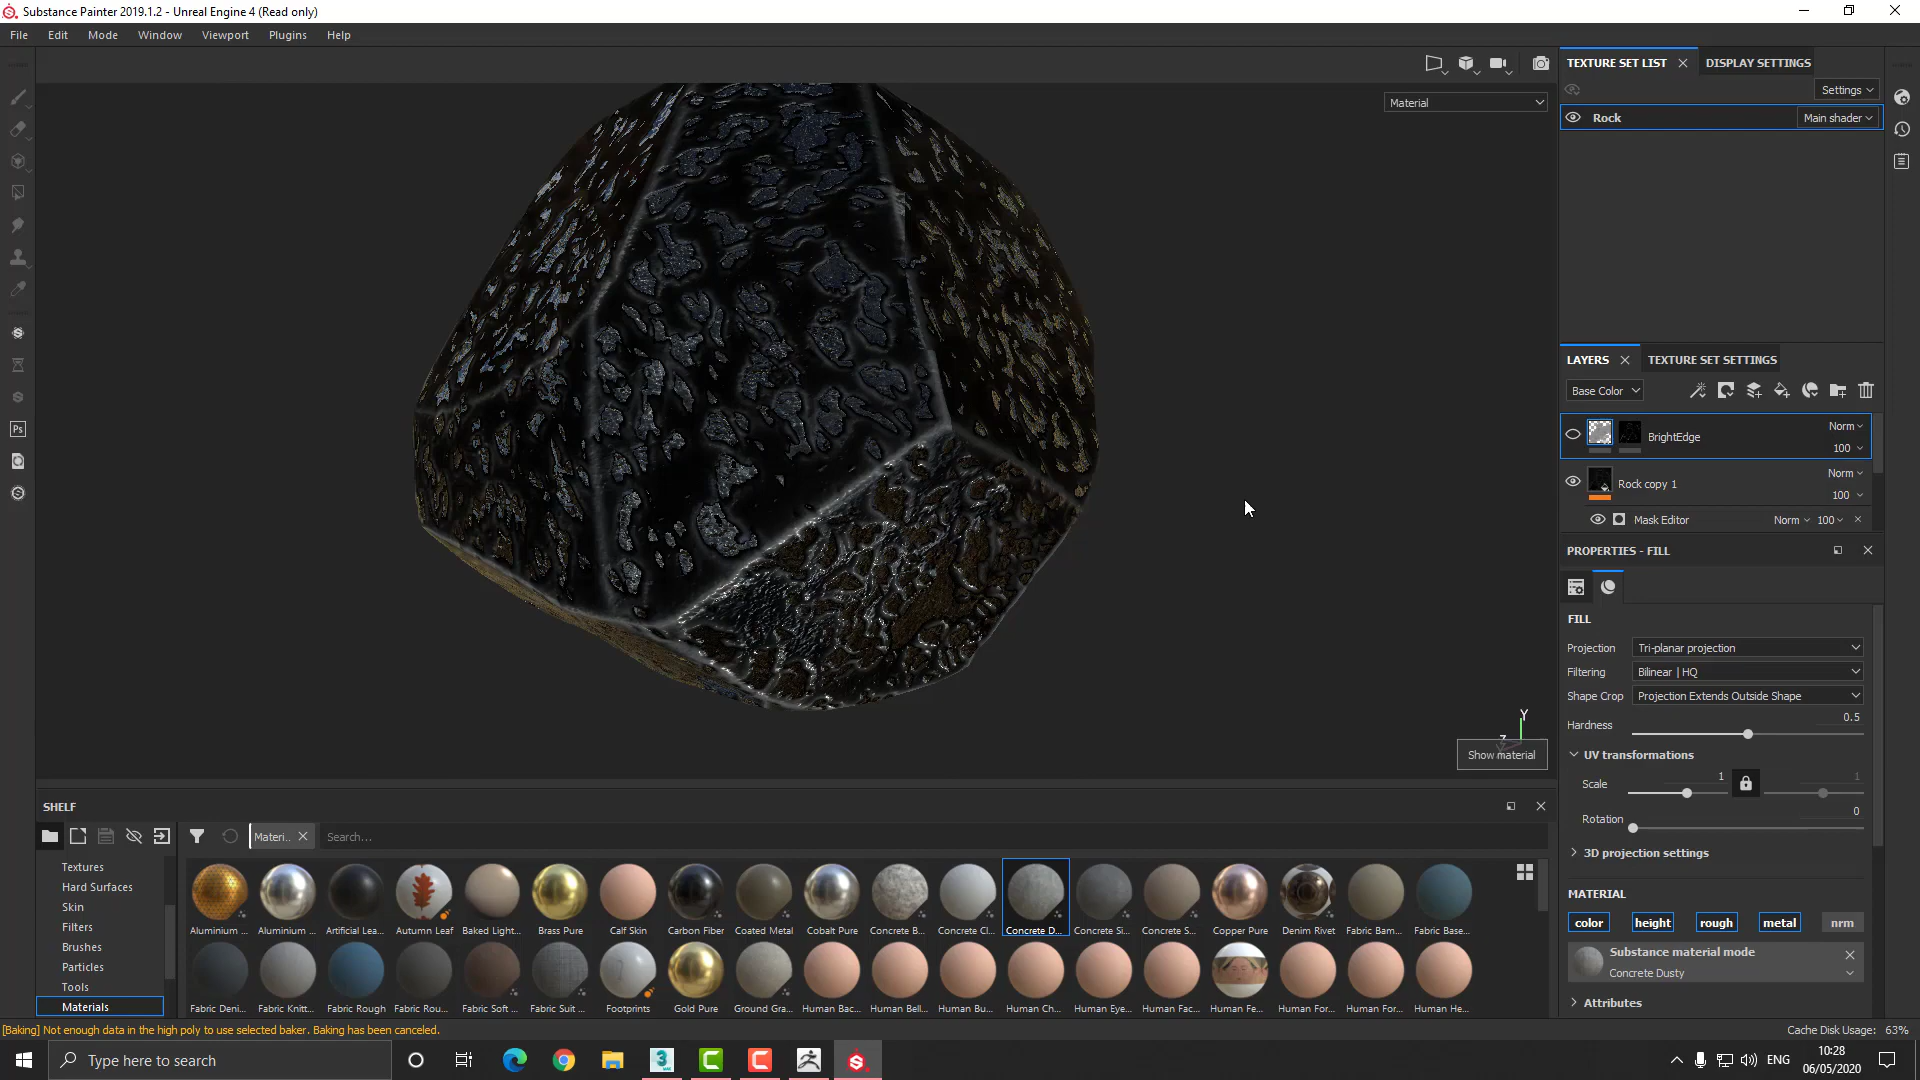 Substance Painter 2019.1.2 - Unreal Engine 4 (Read only)
File Edit Mode Window Viewport Plugins Help
TEXTURE SET LIST DISPLAY SETTINGS
Settings
Material
Rock Main shader
LAYERS TEXTURE SET SETTINGS
Base Color
BrightEdge Norm 100
Rock copy 1 Norm 100
Mask Editor Norm 100
PROPERTIES - FILL
FILL
Projection Tri-planar projection
Filtering Bilinear | HQ
Shape Crop Projection Extends Outside Shape
Hardness 0.5
UV transformations
Scale 1 1
Rotation 0
3D projection settings
MATERIAL
color height rough metal nrm
Substance material mode
Concrete Dusty
Attributes
Y
Z
Show material
SHELF
Materi.. Search...
Textures
Hard Surfaces
Skin
Filters
Brushes
Particles
Tools
Materials
Aluminium ... Aluminium ... Artificial Lea... Autumn Leaf Baked Light... Brass Pure Calf Skin Carbon Fiber Coated Metal Cobalt Pure Concrete B... Concrete Cl... Concrete D... Concrete Si... Concrete S... Copper Pure Denim Rivet Fabric Bam... Fabric Base...
Fabric Deni... Fabric Knitt... Fabric Rough Fabric Rou... Fabric Soft ... Fabric Suit ... Footprints Gold Pure Ground Gra... Human Bac... Human Bell... Human Bu... Human Ch... Human Eye... Human Fac... Human Fe... Human For... Human For... Human He...
[Baking] Not enough data in the high poly to use selected baker. Baking has been canceled.
Cache Disk Usage: 63%
Type here to search
ENG
10:28
06/05/2020
Ps